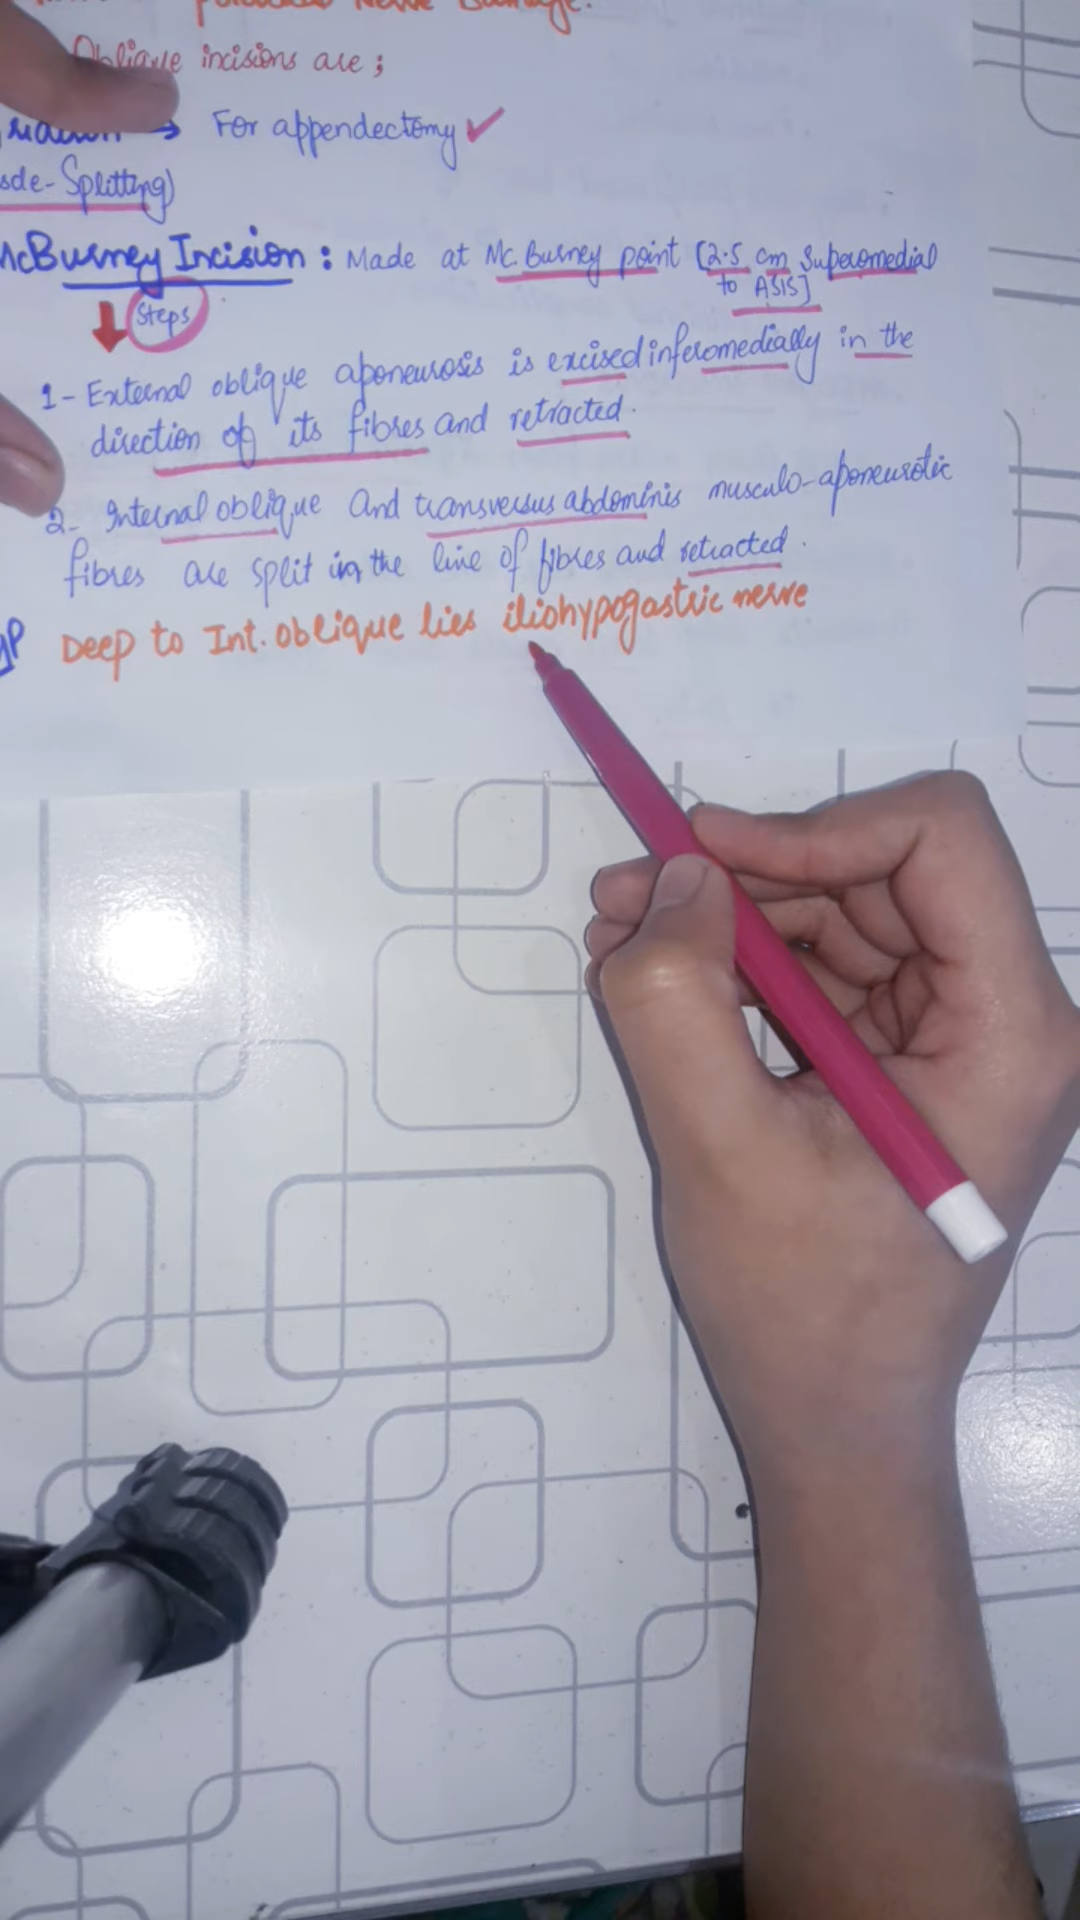 Nerve Damage.
Oblique incisions are ;
→ For appendectomy ✓
sde-Splitting)
McBurney Incision : Made at Mc.Burney point [2.5 cm Superomedial
to ASIS]
Steps
1- External oblique aponeurosis is excised inferomedially in the
direction of its fibres and retracted.
2- Internal oblique And transversus abdominis musculo-aponeurotic
fibres are split in the line of fibres and retracted.
Deep to Int. oblique lies iliohypogastric nerve